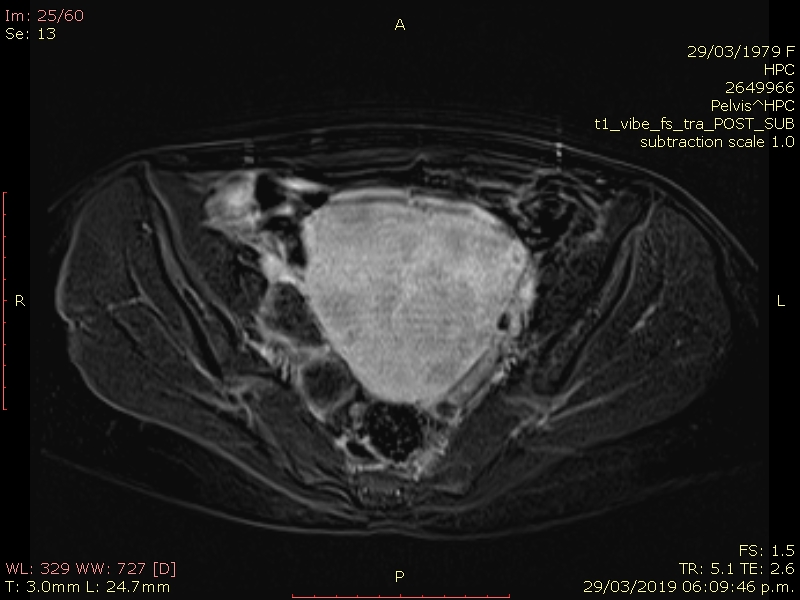 Im: 25/60
Se: 13
A
29/03/1979 F
HPC
2649966
Pelvis^HPC
t1_vibe_fs_tra_POST_SUB
subtraction scale 1.0
R
L
WL: 329 WW: 727 [D]
T: 3.0mm L: 24.7mm
P
FS: 1.5
TR: 5.1 TE: 2.6
29/03/2019 06:09:46 p.m.